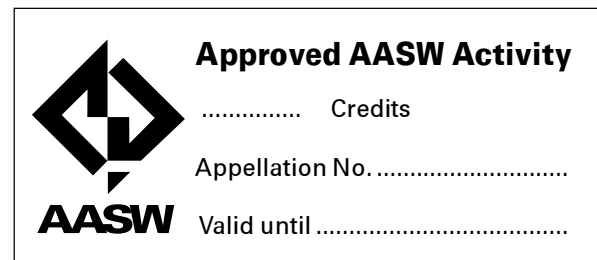 Approved AASW Activity
............... Credits
Appellation No. .............................
Valid until ......................................
AASW